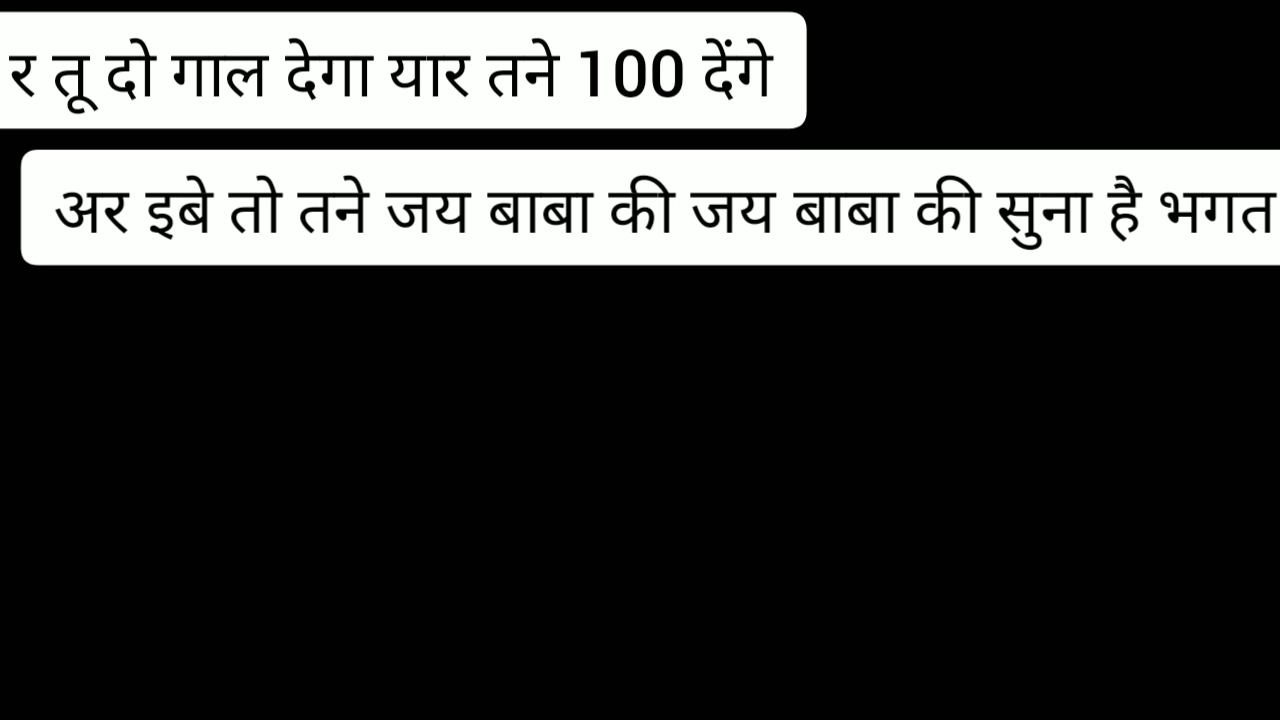 र तू दो गाल देगा यार तने 100 देंगे
अर इबे तो तने जय बाबा की जय बाबा की सुना है भगत